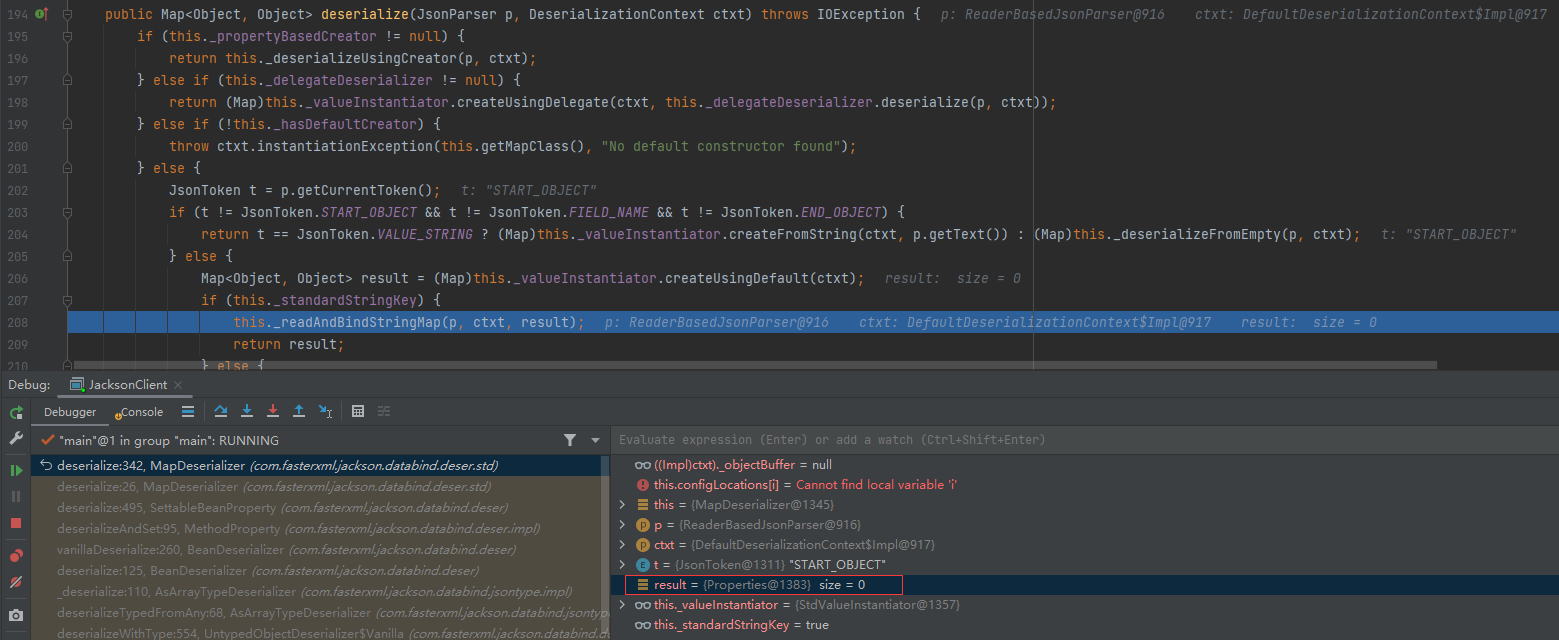 194 public Map<Object, Object> deserialize(JsonParser p, DeserializationContext ctxt) throws IOException { p: ReaderBasedJsonParser@916 ctxt: DefaultDeserializationContext$Impl@917
195 if (this._propertyBasedCreator != null) {
196 return this._deserializeUsingCreator(p, ctxt);
197 } else if (this._delegateDeserializer != null) {
198 return (Map)this._valueInstantiator.createUsingDelegate(ctxt, this._delegateDeserializer.deserialize(p, ctxt));
199 } else if (!this._hasDefaultCreator) {
200 throw ctxt.instantiationException(this.getMapClass(), "No default constructor found");
201 } else {
202 JsonToken t = p.getCurrentToken(); t: "START_OBJECT"
203 if (t != JsonToken.START_OBJECT && t != JsonToken.FIELD_NAME && t != JsonToken.END_OBJECT) {
204 return t == JsonToken.VALUE_STRING ? (Map)this._valueInstantiator.createFromString(ctxt, p.getText()) : (Map)this._deserializeFromEmpty(p, ctxt); t: "START_OBJECT"
205 } else {
206 Map<Object, Object> result = (Map)this._valueInstantiator.createUsingDefault(ctxt); result: size = 0
207 if (this._standardStringKey) {
208 this._readAndBindStringMap(p, ctxt, result); p: ReaderBasedJsonParser@916 ctxt: DefaultDeserializationContext$Impl@917 result: size = 0
209 return result;
210 } else {
Debug: JacksonClient
Debugger Console
"main"@1 in group "main": RUNNING
deserialize:342, MapDeserializer (com.fasterxml.jackson.databind.deser.std)
deserialize:26, MapDeserializer (com.fasterxml.jackson.databind.deser.std)
deserialize:495, SettableBeanProperty (com.fasterxml.jackson.databind.deser)
deserializeAndSet:95, MethodProperty (com.fasterxml.jackson.databind.deser.impl)
vanillaDeserialize:260, BeanDeserializer (com.fasterxml.jackson.databind.deser)
deserialize:125, BeanDeserializer (com.fasterxml.jackson.databind.deser)
_deserialize:110, AsArrayTypeDeserializer (com.fasterxml.jackson.databind.jsontype.impl)
deserializeTypedFromAny:68, AsArrayTypeDeserializer (com.fasterxml.jackson.databind.jsontype
deserializeWithType:554, UntypedObjectDeserializer$Vanilla (com.fasterxml.jackson.databind.d
Evaluate expression (Enter) or add a watch (Ctrl+Shift+Enter)
((Impl)ctxt)._objectBuffer = null
this.configLocations[i] = Cannot find local variable 'i'
this = {MapDeserializer@1345}
p = {ReaderBasedJsonParser@916}
ctxt = {DefaultDeserializationContext$Impl@917}
t = {JsonToken@1311} "START_OBJECT"
result = {Properties@1383} size = 0
this._valueInstantiator = {StdValueInstantiator@1357}
this._standardStringKey = true